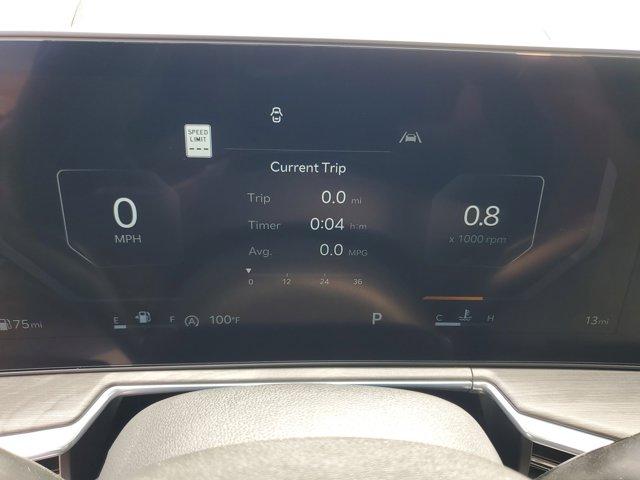 SPEED
LIMIT
---
Current Trip
Trip 0.0 mi
Timer 0:04 h:m
Avg. 0.0 MPG
0 12 24 36
0
MPH
0.8
x 1000 rpm
75mi
E F
A
100°F
P
C H
13mi